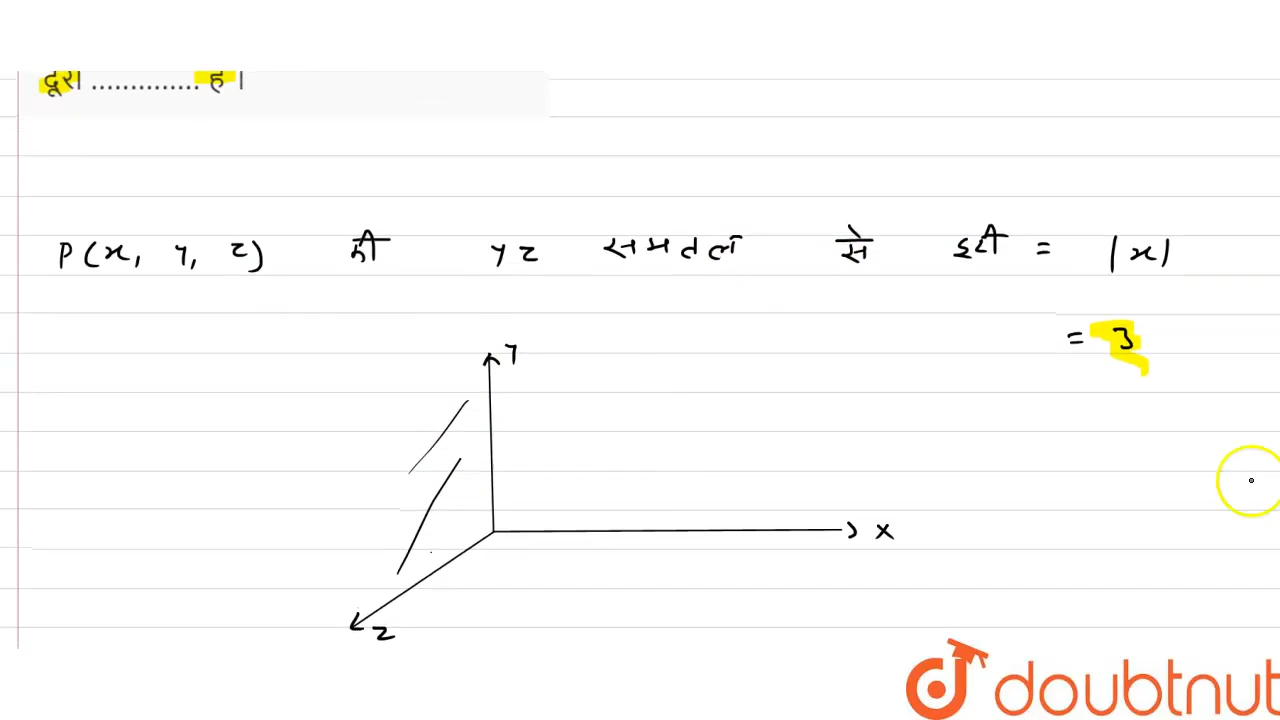 दूरी .............. है।
P(x, y, z) की yz समतल से दूरी = |x|
= 3
Y
X
Z
doubtnut